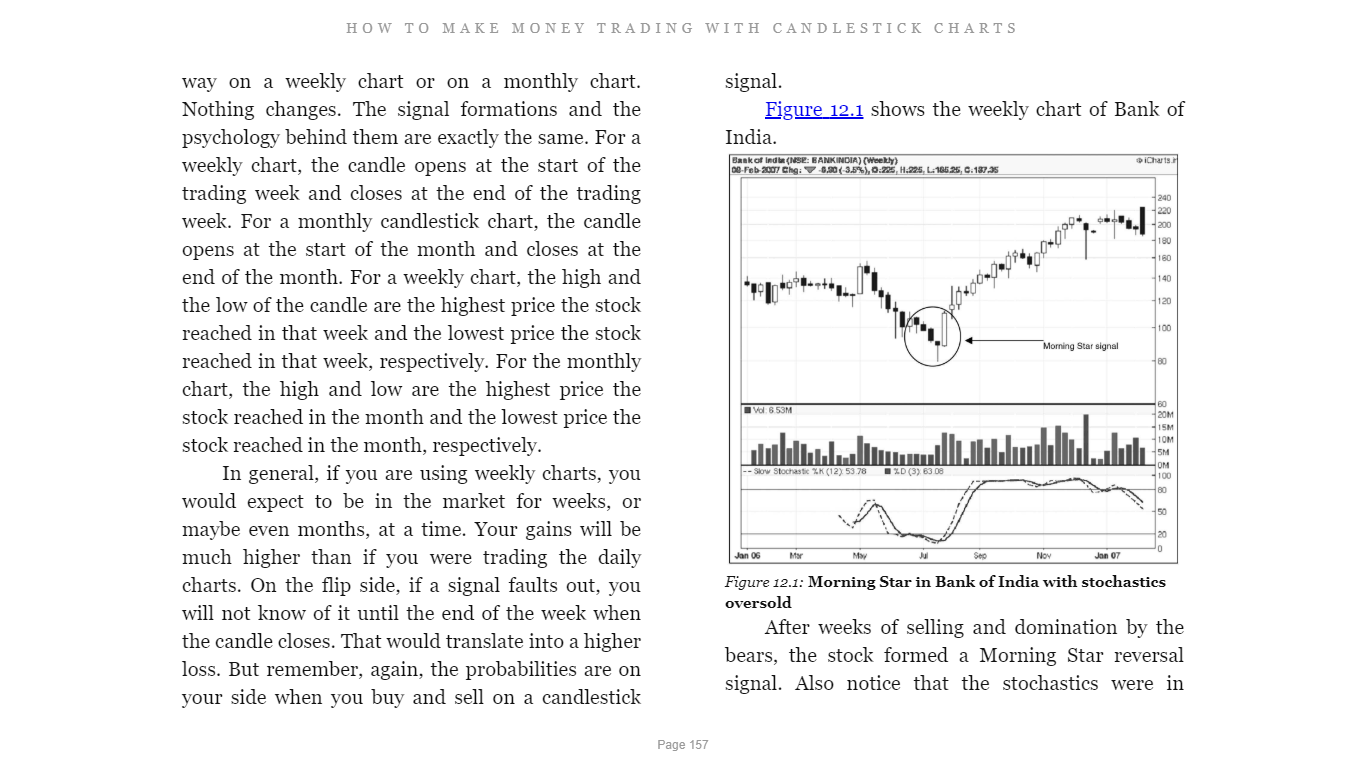 HOW TO MAKE MONEY TRADING WITH CANDLESTICK CHARTS
way on a weekly chart or on a monthly chart.
Nothing changes. The signal formations and the
psychology behind them are exactly the same. For a
weekly chart, the candle opens at the start of the
trading week and closes at the end of the trading
week. For a monthly candlestick chart, the candle
opens at the start of the month and closes at the
end of the month. For a weekly chart, the high and
the low of the candle are the highest price the stock
reached in that week and the lowest price the stock
reached in that week, respectively. For the monthly
chart, the high and low are the highest price the
stock reached in the month and the lowest price the
stock reached in the month, respectively.
In general, if you are using weekly charts, you
would expect to be in the market for weeks, or
maybe even months, at a time. Your gains will be
much higher than if you were trading the daily
charts. On the flip side, if a signal faults out, you
will not know of it until the end of the week when
the candle closes. That would translate into a higher
loss. But remember, again, the probabilities are on
your side when you buy and sell on a candlestick
signal.
Figure 12.1 shows the weekly chart of Bank of
India.
Bank of India (NSE: BANKINDIA) (Weekly)
© iCharts.in
08-Feb-2007 Chg: -6.90 (-3.5%), O:225, H:225, C:187.35
240
220
200
180
160
140
120
100
Morning Star signal
80
60
Vol: 6.53M
20M
15M
10M
5M
0M
-- Slow Stochastic %K (12): 53.78 %D (3): 63.08
100
80
50
20
0
Jan 06 Mar May Jul Sep Nov Jan 07
Figure 12.1: Morning Star in Bank of India with stochastics
oversold
After weeks of selling and domination by the
bears, the stock formed a Morning Star reversal
signal. Also notice that the stochastics were in
Page 157